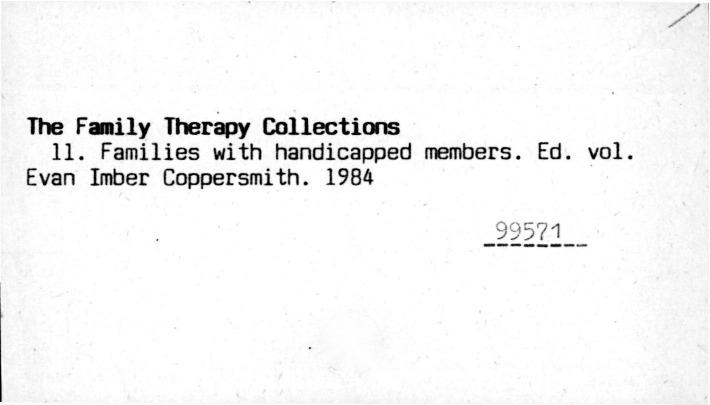 The Family Therapy Collections
11. Families with handicapped members. Ed. vol.
Evan Imber Coppersmith. 1984
99571